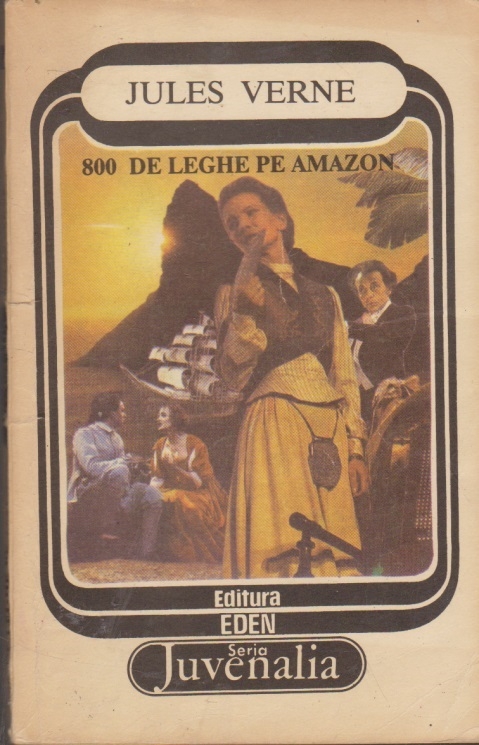 JULES VERNE
800 DE LEGHE PE AMAZON
Editura
EDEN
Seria
Juvenalia